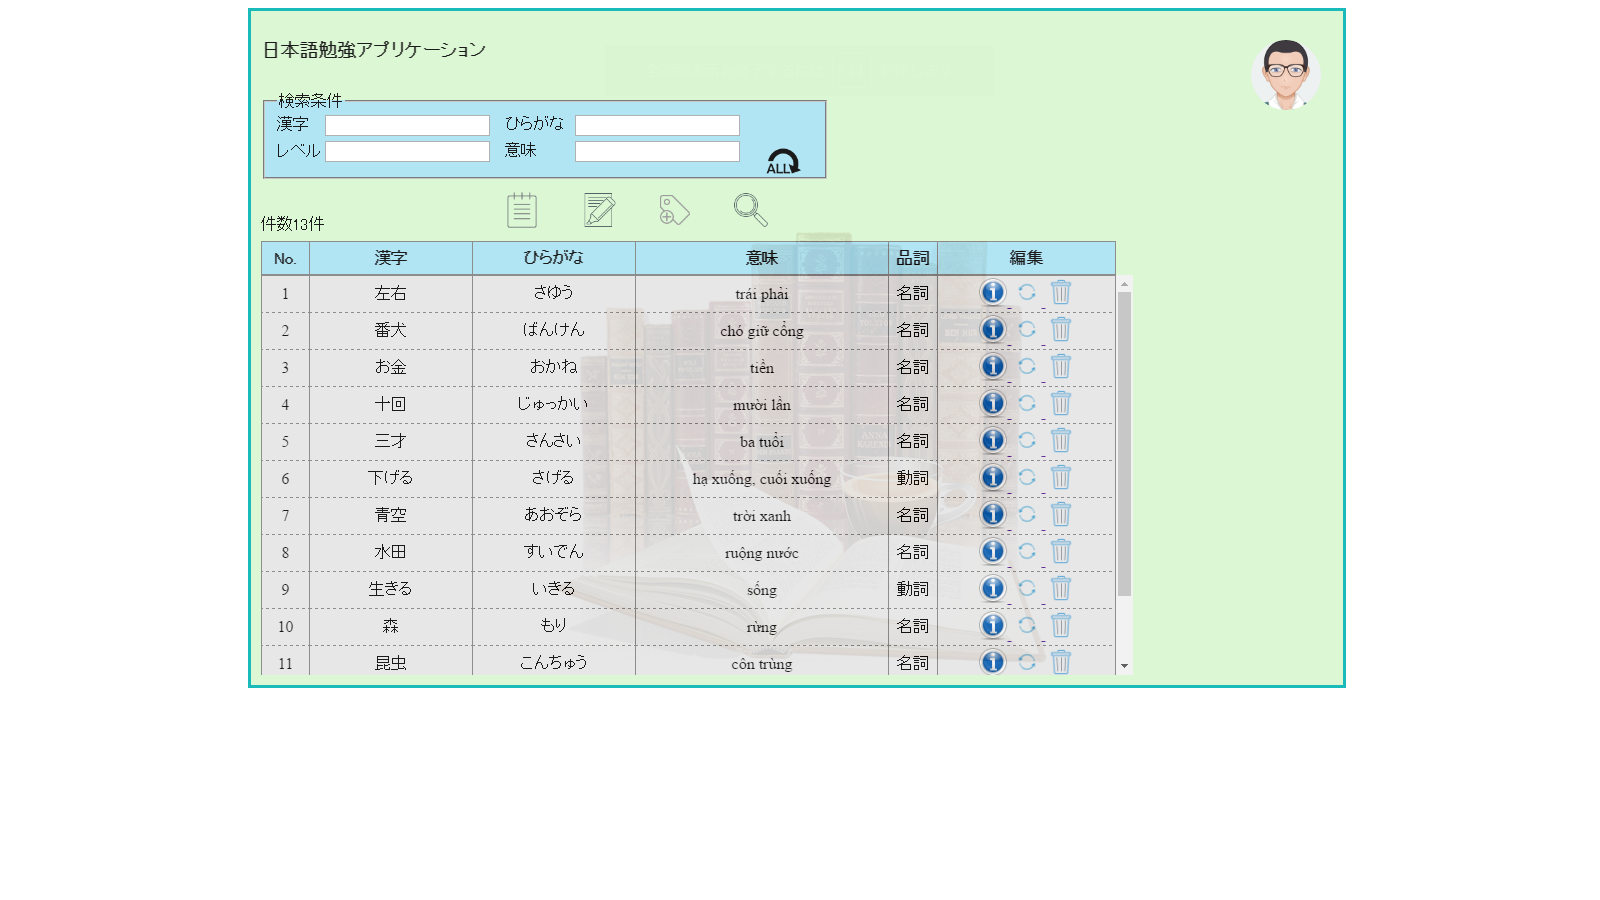 日本語勉強アプリケーション
検索条件
漢字 ひらがな
レベル 意味
ALL
件数13件
No. 漢字 ひらがな 意味 品詞 編集
1 左右 さゆう trái phải 名詞
2 番犬 ばんけん chó giữ cổng 名詞
3 お金 おかね tiền 名詞
4 十回 じゅっかい mười lần 名詞
5 三才 さんさい ba tuổi 名詞
6 下げる さげる hạ xuống, cuối xuống 動詞
7 青空 あおぞら trời xanh 名詞
8 水田 すいでん ruộng nước 名詞
9 生きる いきる sống 動詞
10 森 もり rừng 名詞
11 昆虫 こんちゅう côn trùng 名詞